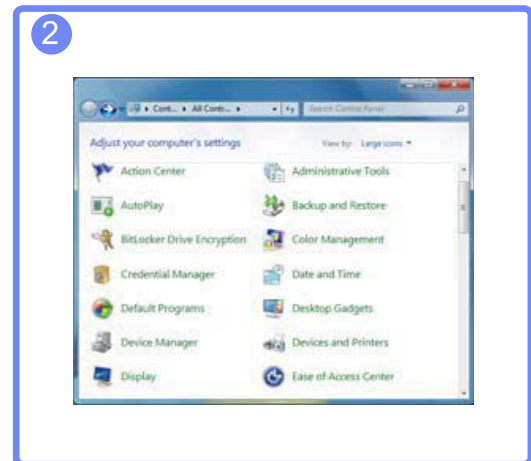 2
Cont... ▸ All Contr... ▸
Search Control Panel
Adjust your computer's settings
View by: Large icons
Action Center
Administrative Tools
AutoPlay
Backup and Restore
BitLocker Drive Encryption
Color Management
Credential Manager
Date and Time
Default Programs
Desktop Gadgets
Device Manager
Devices and Printers
Display
Ease of Access Center